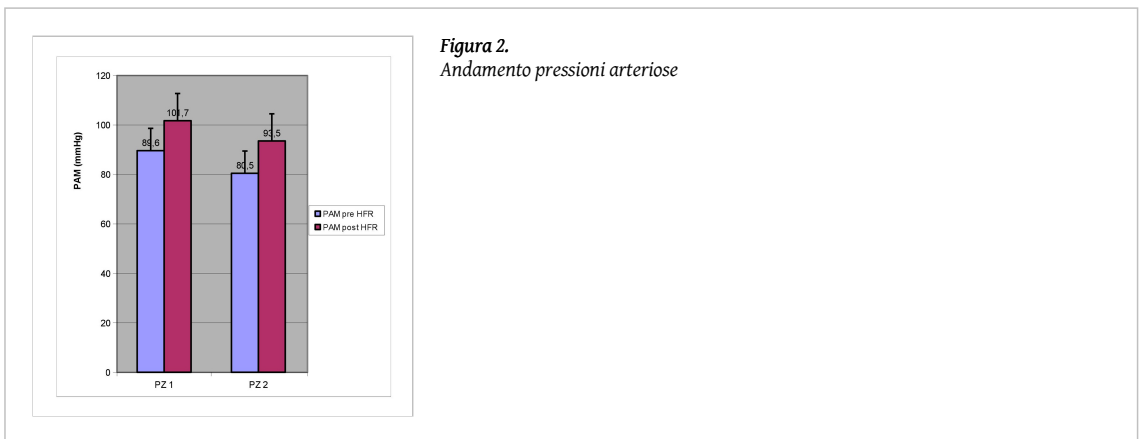 Figura 2.
Andamento pressioni arteriose
120
100
80
60
40
20
0
PAM (mmHg)
89,6
101,7
80,5
93,5
PZ 1
PZ 2
PAM pre HFR
PAM post HFR